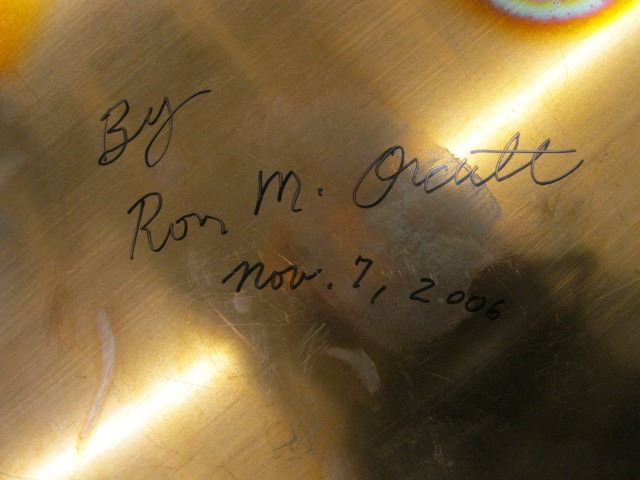 By
Ron M. Orcutt
Nov. 7, 2006